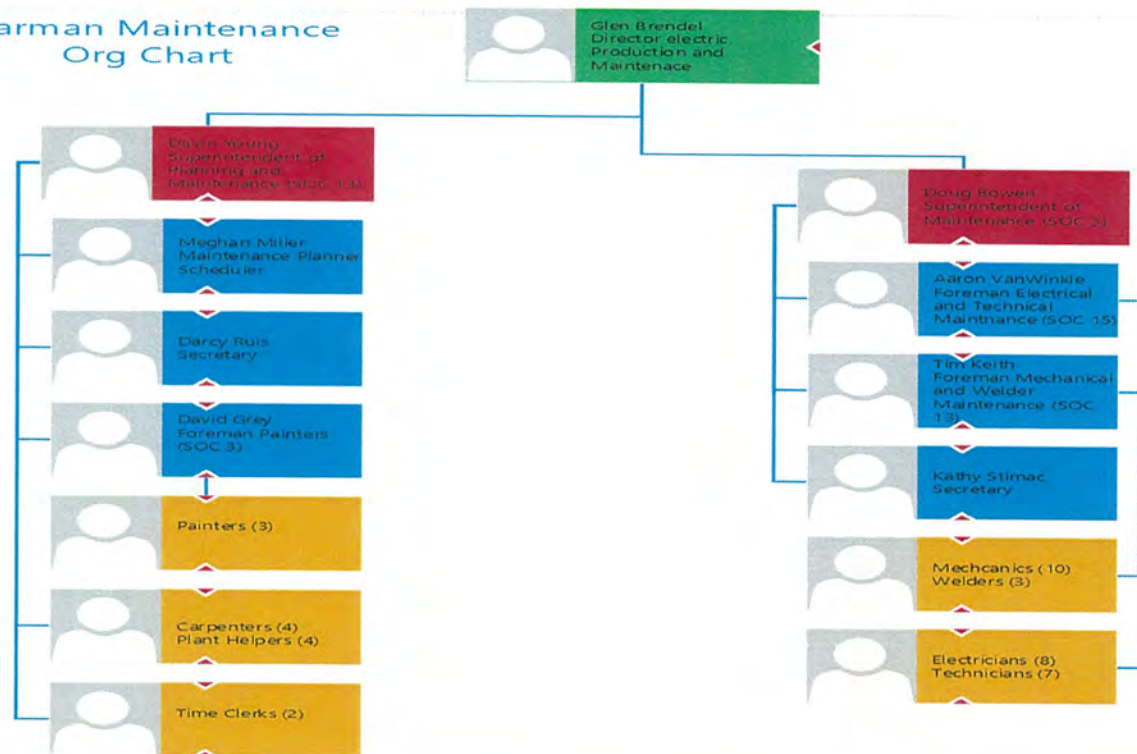 arman Maintenance
Org Chart
Glen Brendel
Director electric
Production and
Maintenace
Davin Young
Superintendent of
Planning and
Maintenance (SOC 13)
Meghan Miller
Maintenance Planner
Scheduler
Darcy Ruis
Secretary
David Grey
Foreman Painters
(SOC 3)
Painters (3)
Carpenters (4)
Plant Helpers (4)
Time Clerks (2)
Doug Bowen
Superintendent of
Maintenance (SOC 2)
Aaron VanWinkle
Foreman Electrical
and Technical
Maintnance (SOC 15)
Tim Keith
Foreman Mechanical
and Welder
Maintenance (SOC
13)
Kathy Stimac
Secretary
Mechcanics (10)
Welders (3)
Electricians (8)
Technicians (7)